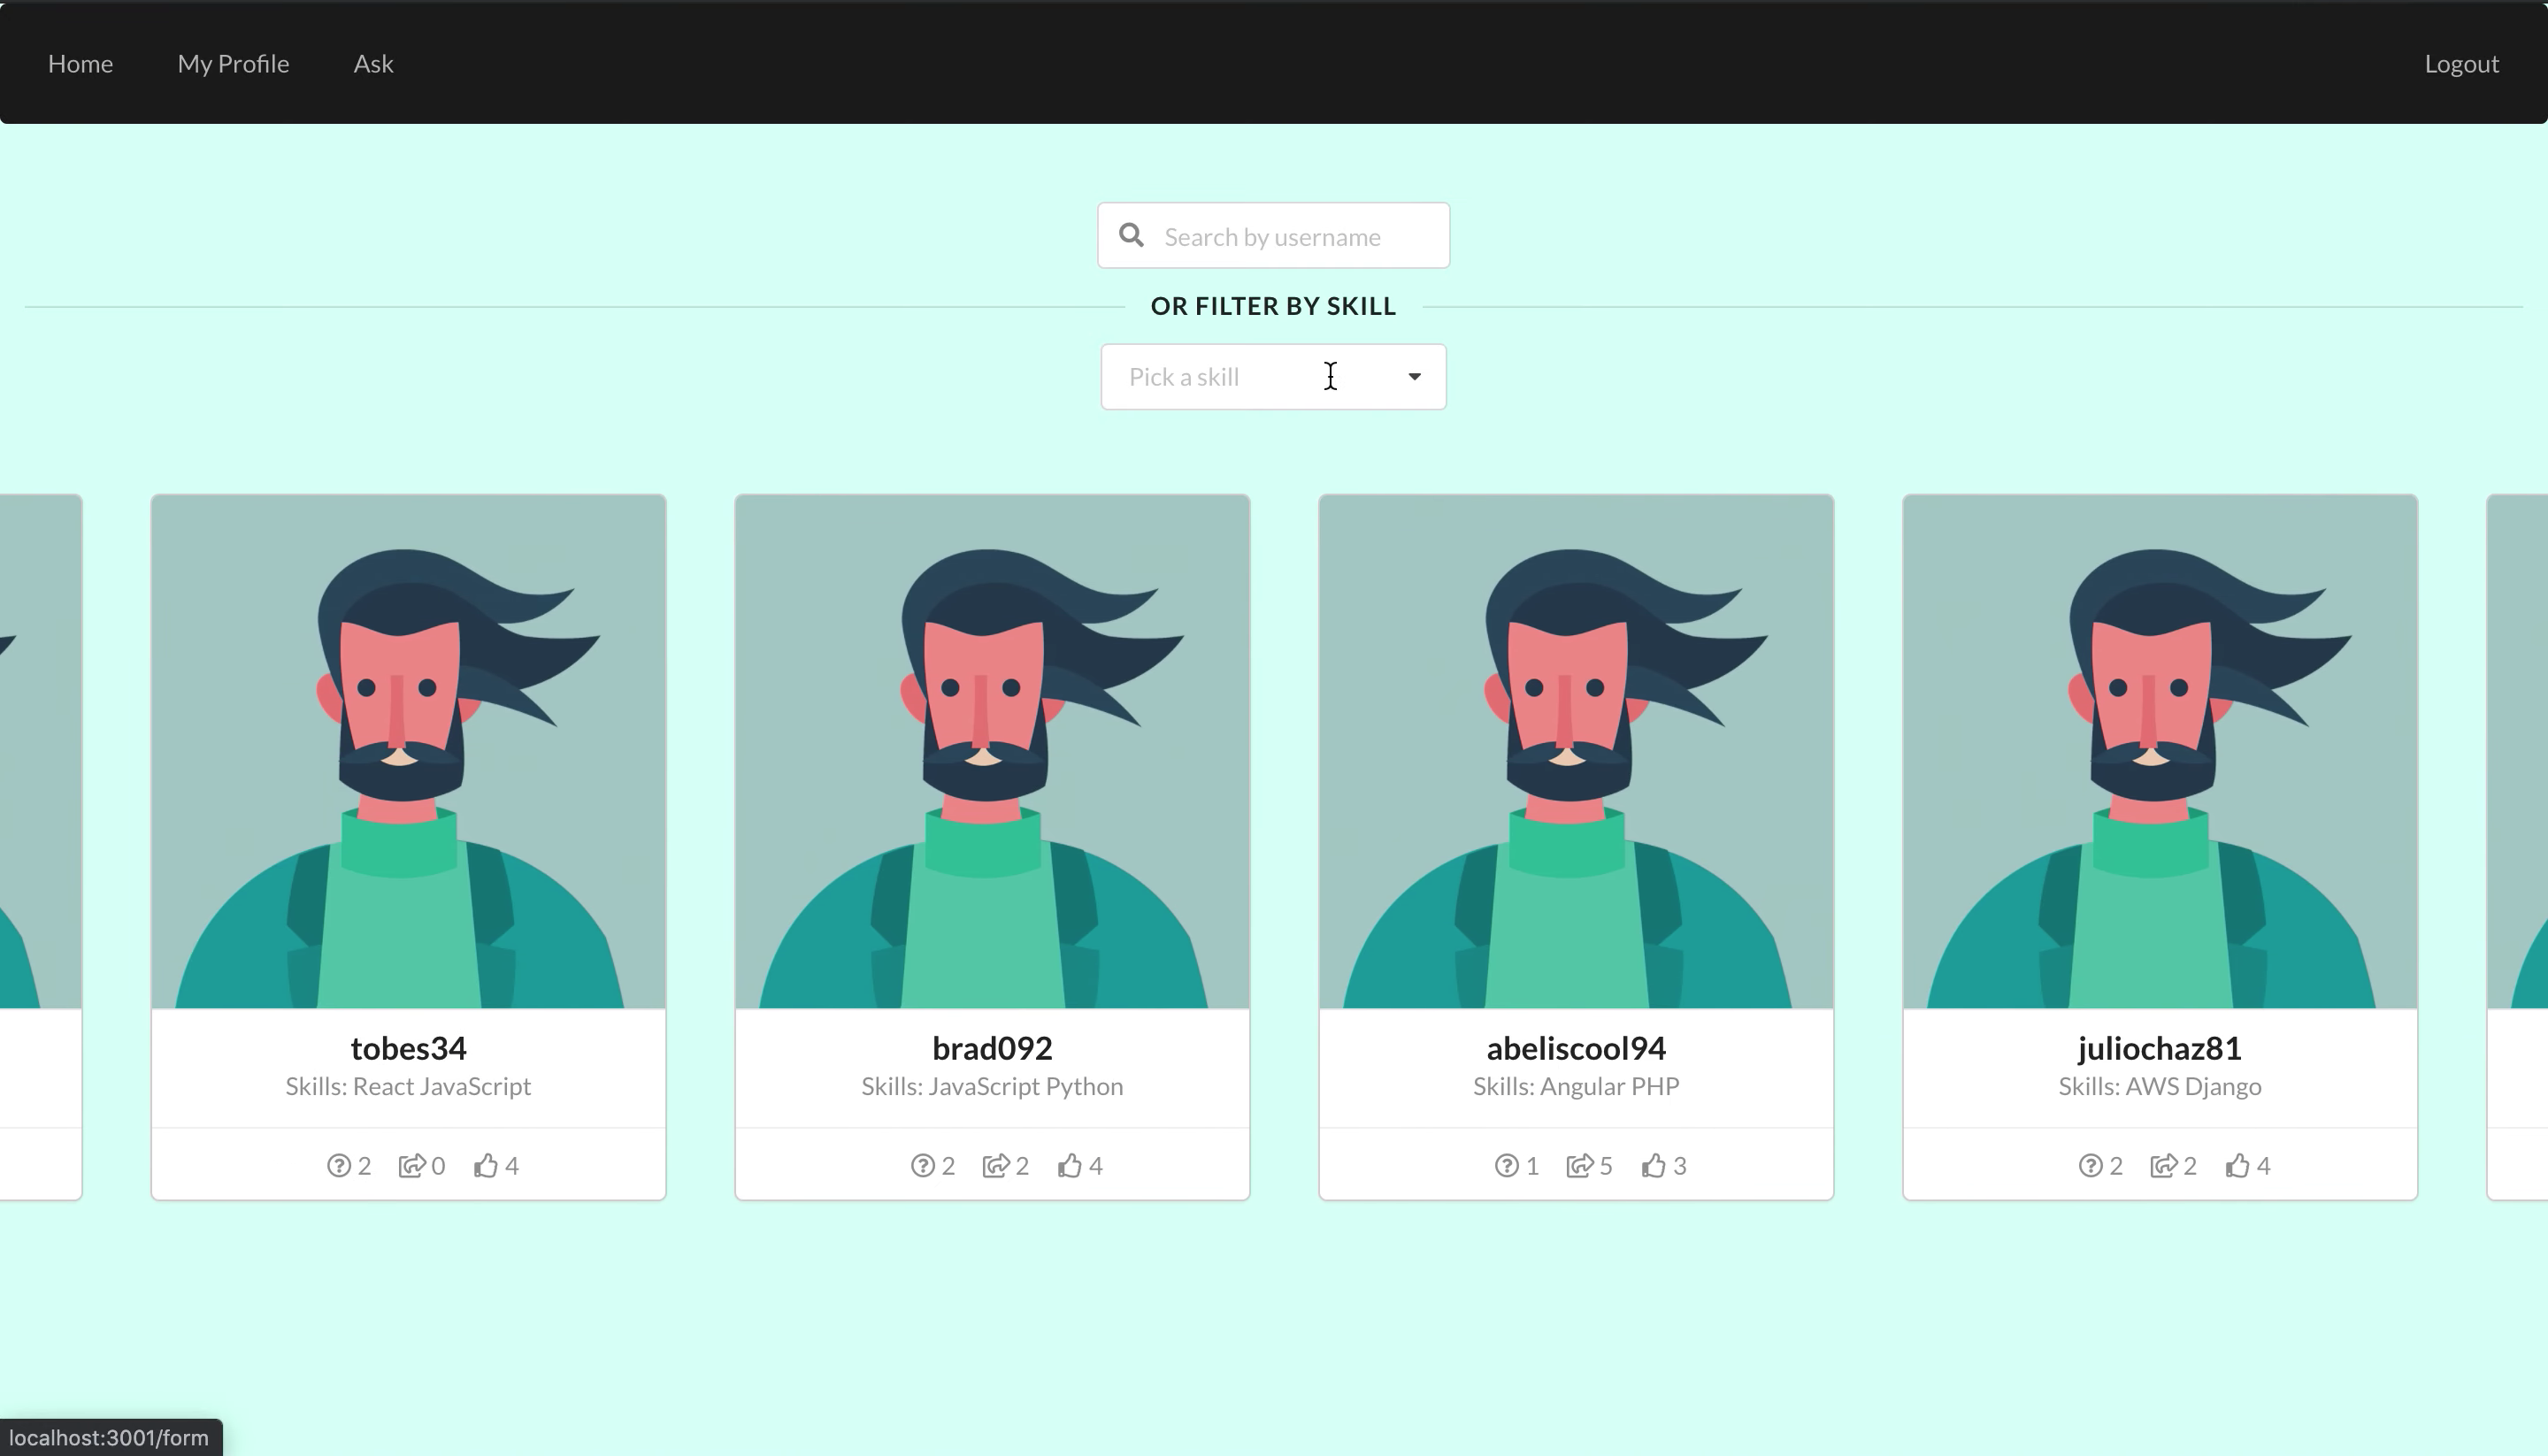 Home My Profile Ask Logout
Search by username
OR FILTER BY SKILL
Pick a skill
tobes34
Skills: React JavaScript
2 0 4
brad092
Skills: JavaScript Python
2 2 4
abeliscool94
Skills: Angular PHP
1 5 3
juliochaz81
Skills: AWS Django
2 2 4
localhost:3001/form